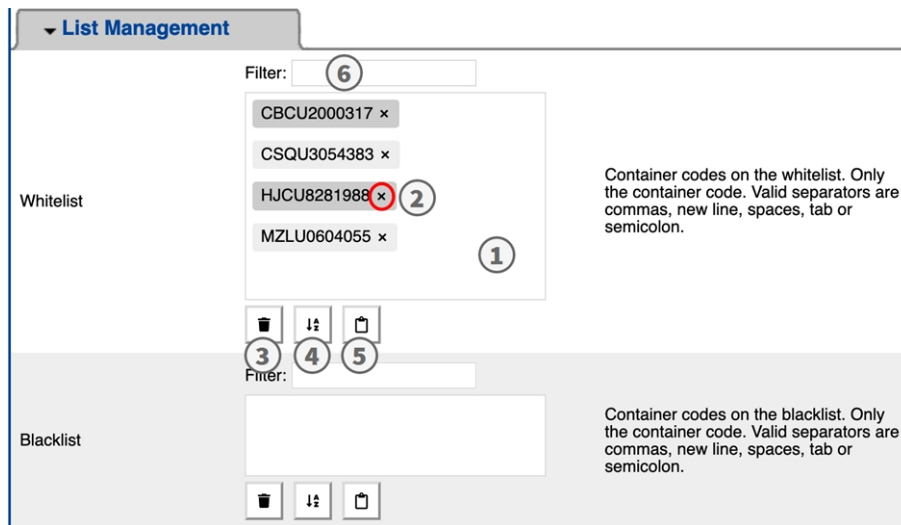 List Management
Filter: 6
CBCU2000317 ×
CSQU3054383 ×
HJCU8281988 × 2
MZLU0604055 ×
1
Whitelist
Container codes on the whitelist. Only
the container code. Valid separators are
commas, new line, spaces, tab or
semicolon.
3 4 5
Filter:
Blacklist
Container codes on the blacklist. Only
the container code. Valid separators are
commas, new line, spaces, tab or
semicolon.